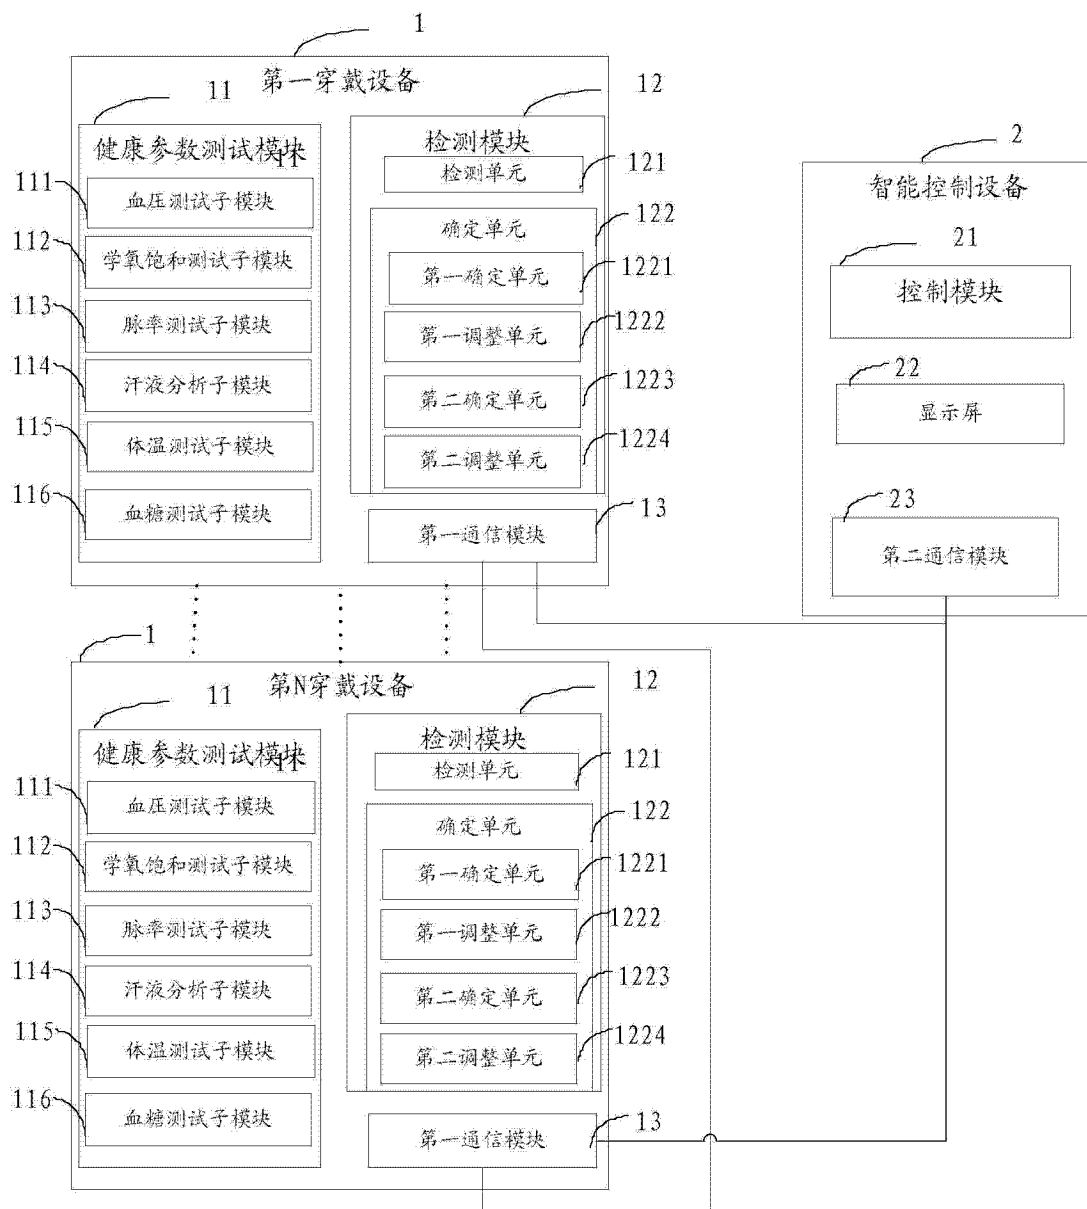 1
第一穿戴设备
11
健康参数测试模块
11
111
血压测试子模块
112
学氧饱和测试子模块
113
脉率测试子模块
114
汗液分析子模块
115
体温测试子模块
116
血糖测试子模块
12
检测模块
121
检测单元
122
确定单元
1221
第一确定单元
1222
第一调整单元
1223
第二确定单元
1224
第二调整单元
13
第一通信模块
2
智能控制设备
21
控制模块
22
显示屏
23
第二通信模块
1
第N穿戴设备
11
健康参数测试模块
11
111
血压测试子模块
112
学氧饱和测试子模块
113
脉率测试子模块
114
汗液分析子模块
115
体温测试子模块
116
血糖测试子模块
12
检测模块
121
检测单元
122
确定单元
1221
第一确定单元
1222
第一调整单元
1223
第二确定单元
1224
第二调整单元
13
第一通信模块